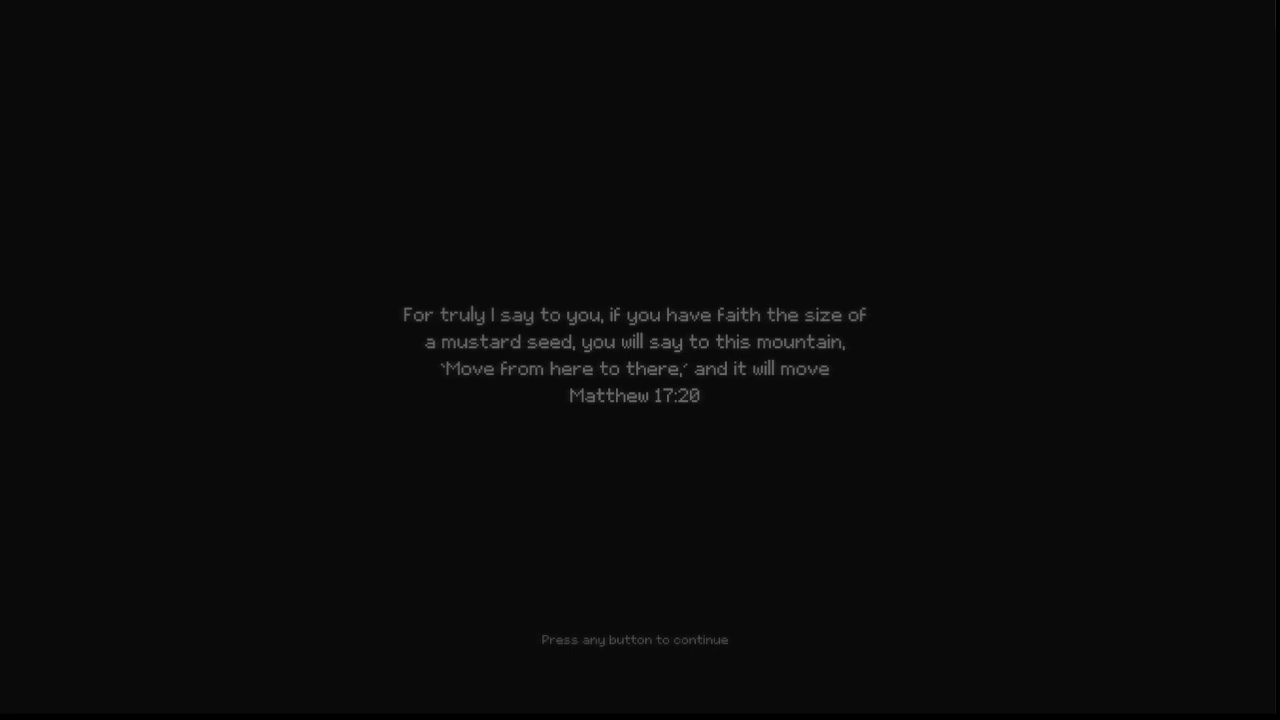 For truly I say to you, if you have faith the size of
a mustard seed, you will say to this mountain,
`Move from here to there,´ and it will move
Matthew 17:20
Press any button to continue